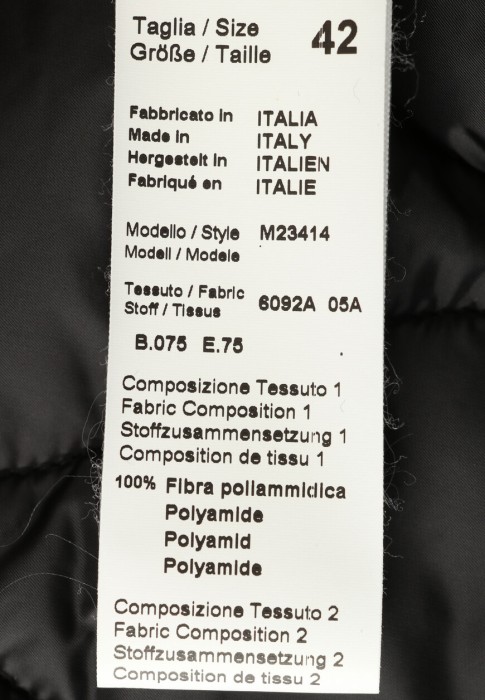 Taglia / Size 42
Größe / Taille
Fabbricato in ITALIA
Made in ITALY
Hergestelt in ITALIEN
Fabriqué en ITALIE
Modello / Style M23414
Modell / Modele
Tessuto / Fabric 6092A 05A
Stoff / Tissus
B.075 E.75
Composizione Tessuto 1
Fabric Composition 1
Stoffzusammensetzung 1
Composition de tissu 1
100% Fibra poliammidica
Polyamide
Polyamid
Polyamide
Composizione Tessuto 2
Fabric Composition 2
Stoffzusammensetzung 2
Composition de tissu 2